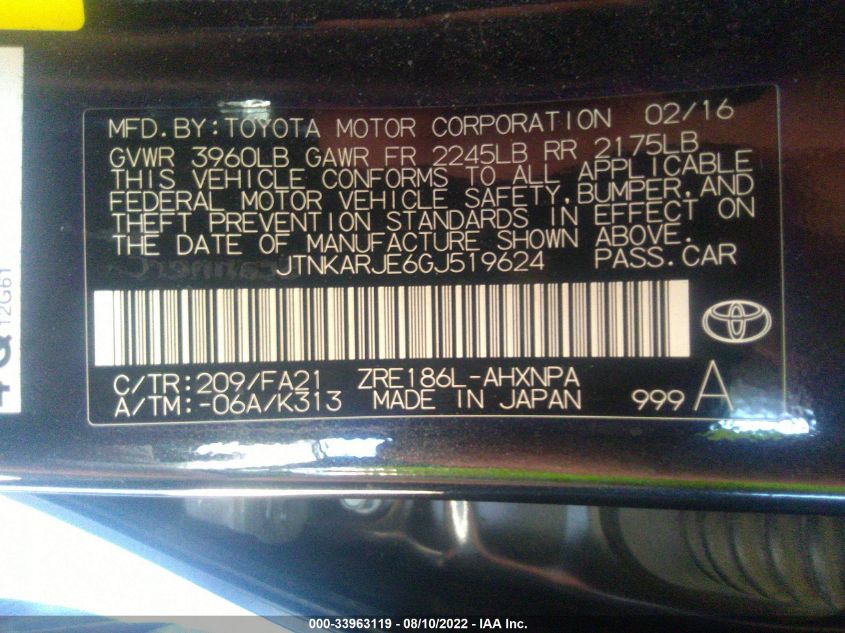 MFD.BY:TOYOTA MOTOR CORPORATION 02/16
GVWR 3960LB GAWR FR 2245LB RR 2175LB
THIS VEHICLE CONFORMS TO ALL APPLICABLE
FEDERAL MOTOR VEHICLE SAFETY,BUMPER,AND
THEFT PREVENTION STANDARDS IN EFFECT ON
THE DATE OF MANUFACTURE SHOWN ABOVE.
JTNKARJE6GJ519624 PASS.CAR
C/TR:209/FA21 ZRE186L-AHXNPA
A/TM:-06A/K313 MADE IN JAPAN 999 A
12G61
000-33963119 - 08/10/2022 - IAA Inc.